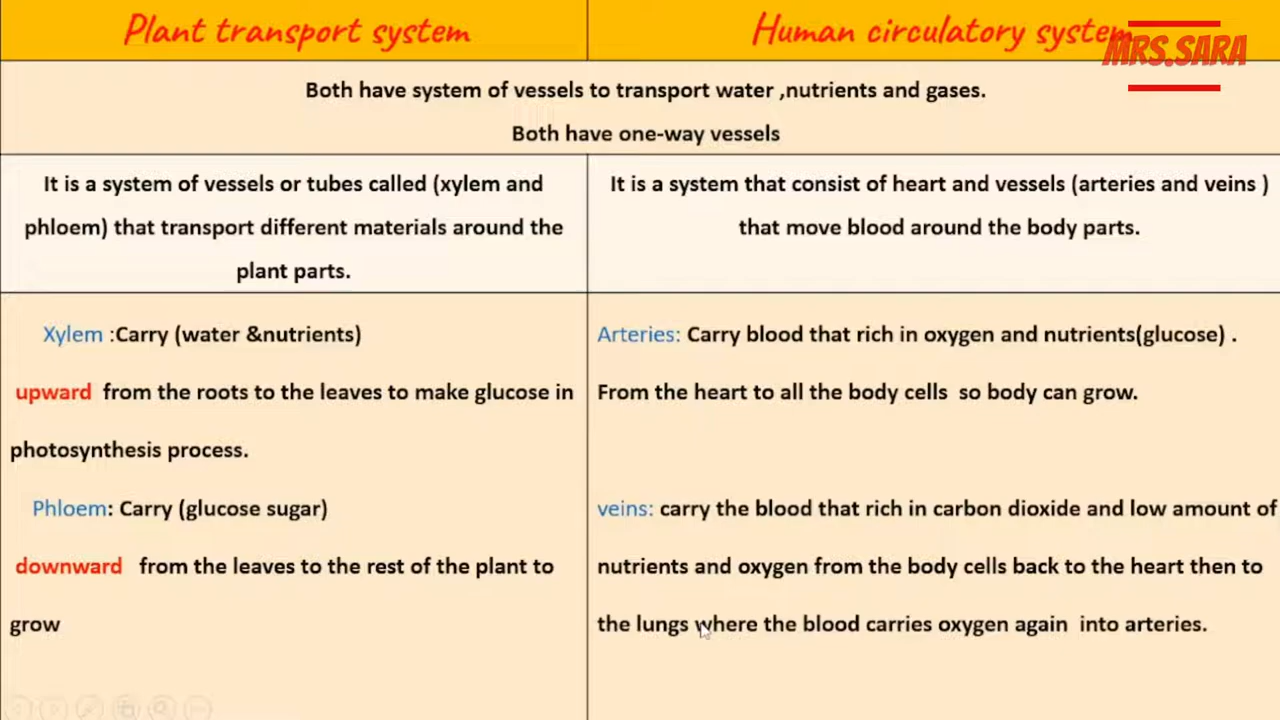 Plant transport system
Human circulatory system
MRS.SARA
Both have system of vessels to transport water ,nutrients and gases.
Both have one-way vessels
It is a system of vessels or tubes called (xylem and
phloem) that transport different materials around the
plant parts.
It is a system that consist of heart and vessels (arteries and veins )
that move blood around the body parts.
Xylem :Carry (water &nutrients)
upward from the roots to the leaves to make glucose in
photosynthesis process.
Phloem: Carry (glucose sugar)
downward from the leaves to the rest of the plant to
grow
Arteries: Carry blood that rich in oxygen and nutrients(glucose) .
From the heart to all the body cells so body can grow.
veins: carry the blood that rich in carbon dioxide and low amount of
nutrients and oxygen from the body cells back to the heart then to
the lungs where the blood carries oxygen again into arteries.